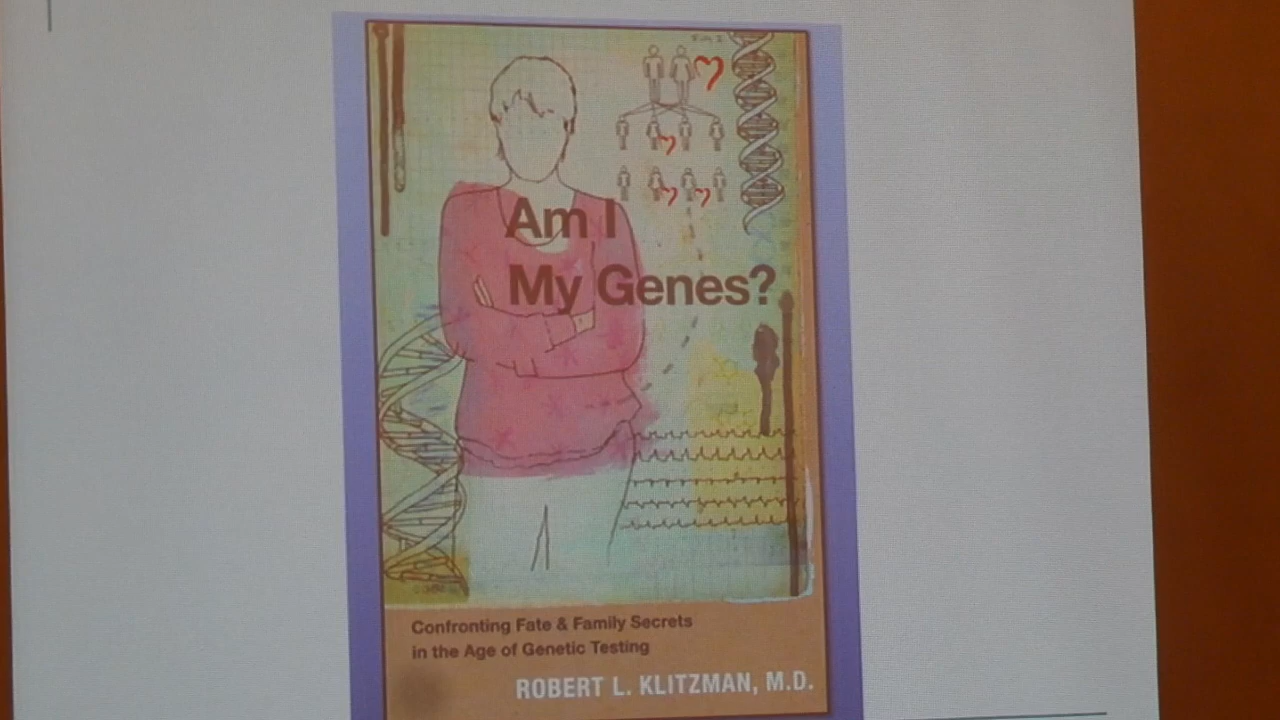 Am I
My Genes?
Confronting Fate & Family Secrets
in the Age of Genetic Testing
ROBERT L. KLITZMAN, M.D.